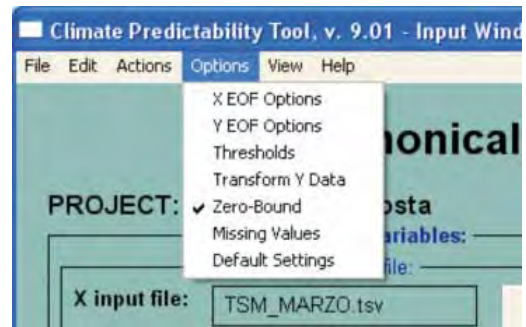 Climate Predictability Tool, v. 9.01 - Input Wind
File Edit Actions Options View Help
X EOF Options
Y EOF Options
Thresholds
Transform Y Data
Zero-Bound
Missing Values
Default Settings
onical
PROJECT: osta
ariables:
file:
X input file: TSM_MARZO.tsv